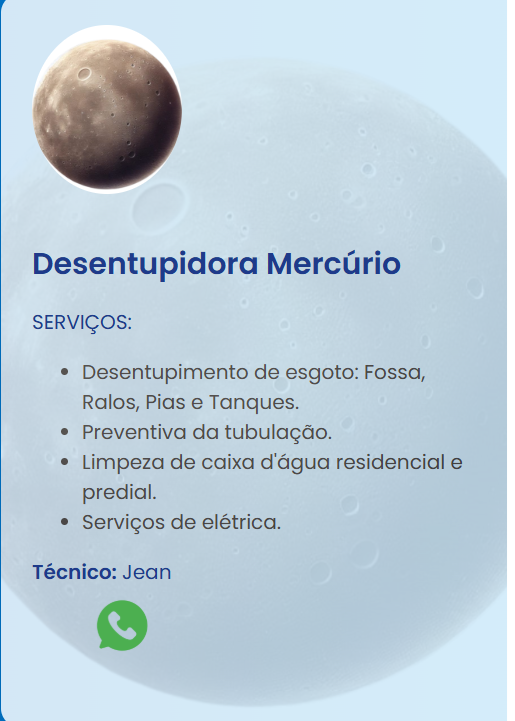 Desentupidora Mercúrio
SERVIÇOS:
Desentupimento de esgoto: Fossa,
Ralos, Pias e Tanques.
Preventiva da tubulação.
Limpeza de caixa d'água residencial e
predial.
Serviços de elétrica.
Técnico: Jean